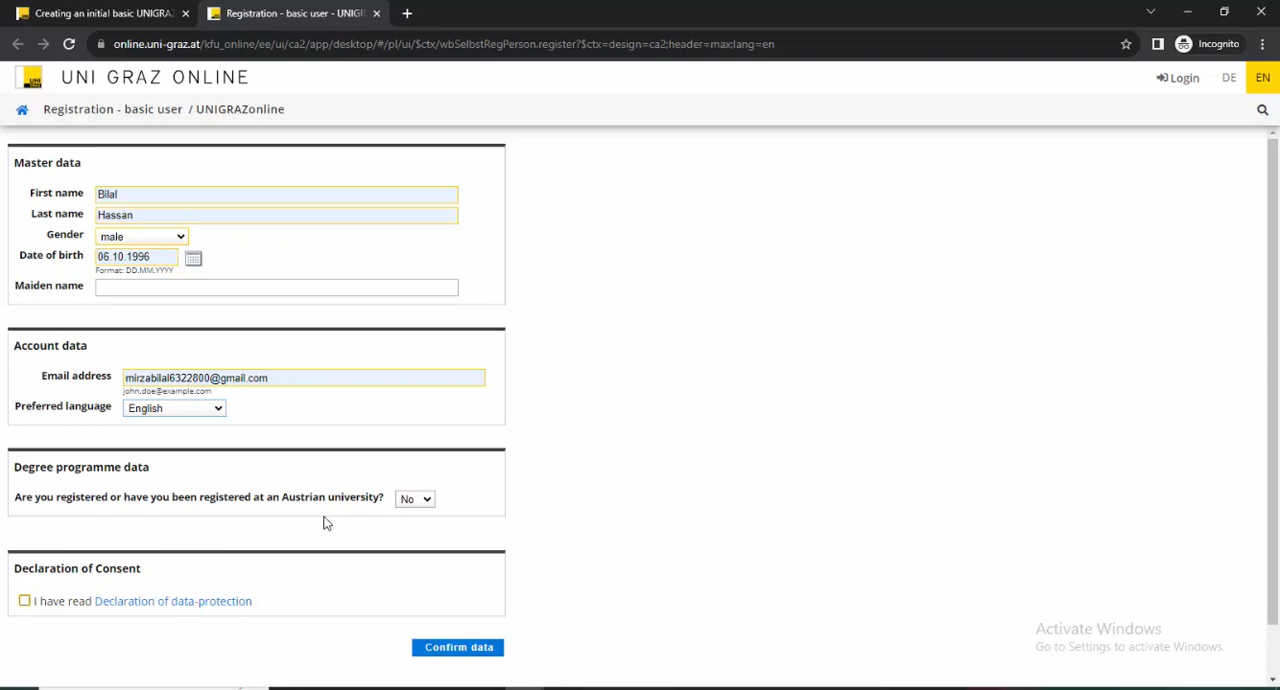 Creating an initial basic UNIGRAZ
Registration - basic user - UNIGR
online.uni-graz.at/kfu_online/ee/ui/ca2/app/desktop/#/pl/ui/$ctx/wbSelbstRegPerson.register?$ctx=design=ca2;header=max;lang=en
Incognito
UNI GRAZ ONLINE
Login DE EN
Registration - basic user / UNIGRAZonline
Master data
First name Bilal
Last name Hassan
Gender male
Date of birth 06.10.1996
Format: DD.MM.YYYY
Maiden name
Account data
Email address mirzabilal6322800@gmail.com
john.doe@example.com
Preferred language English
Degree programme data
Are you registered or have you been registered at an Austrian university? No
Declaration of Consent
I have read Declaration of data-protection
Confirm data
Activate Windows
Go to Settings to activate Windows.